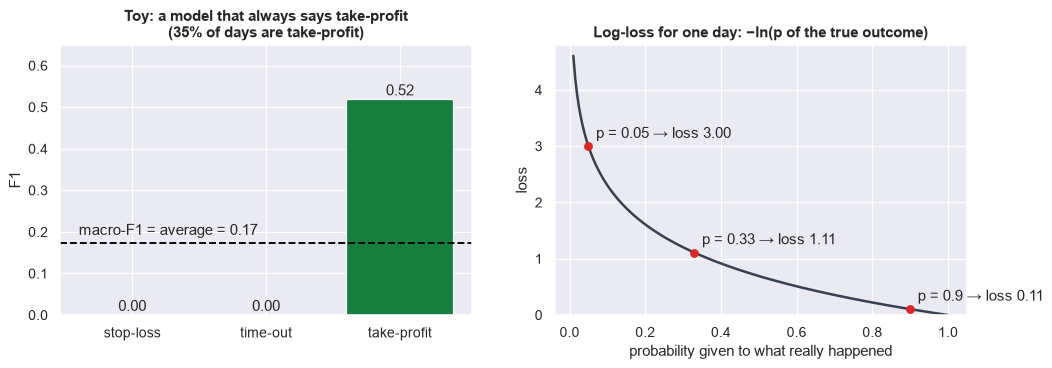 Toy: a model that always says take-profit
(35% of days are take-profit)
F1
0.6
0.5
0.4
0.3
0.2
0.1
0.0
macro-F1 = average = 0.17
0.00
0.00
0.52
stop-loss
time-out
take-profit
Log-loss for one day: −ln(p of the true outcome)
loss
4
3
2
1
0
p = 0.05 → loss 3.00
p = 0.33 → loss 1.11
p = 0.9 → loss 0.11
0.0
0.2
0.4
0.6
0.8
1.0
probability given to what really happened